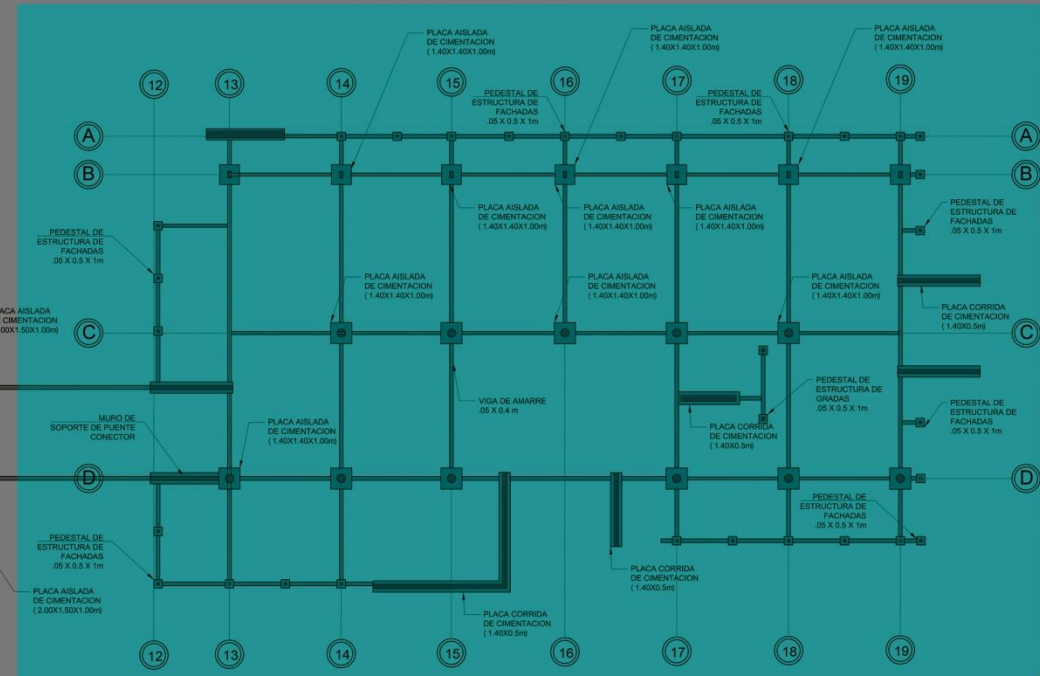 PLACA AISLADA
DE CIMENTACION
( 1.40X1.40X1.00m)
PLACA AISLADA
DE CIMENTACION
( 1.40X1.40X1.00m)
PLACA AISLADA
DE CIMENTACION
( 1.40X1.40X1.00m)
12
13
14
15
16
17
18
19
PEDESTAL DE
ESTRUCTURA DE
FACHADAS
.05 X 0.5 X 1m
PEDESTAL DE
ESTRUCTURA DE
FACHADAS
.05 X 0.5 X 1m
A
A
B
B
PLACA AISLADA
DE CIMENTACION
( 1.40X1.40X1.00m)
PLACA AISLADA
DE CIMENTACION
( 1.40X1.40X1.00m)
PLACA AISLADA
DE CIMENTACION
( 1.40X1.40X1.00m)
PEDESTAL DE
ESTRUCTURA DE
FACHADAS
.05 X 0.5 X 1m
PEDESTAL DE
ESTRUCTURA DE
FACHADAS
.05 X 0.5 X 1m
PLACA AISLADA
DE CIMENTACION
( 1.40X1.40X1.00m)
PLACA AISLADA
DE CIMENTACION
( 1.40X1.40X1.00m)
PLACA AISLADA
DE CIMENTACION
( 1.40X1.40X1.00m)
AISLADA
CIMENTACION
PLACA CORRIDA
DE CIMENTACION
( 1.40X0.5m)
C
C
VIGA DE AMARRE
.05 X 0.4 m
PEDESTAL DE
ESTRUCTURA DE
GRADAS
.05 X 0.5 X 1m
MURO DE
SOPORTE DE PUENTE
CONECTOR
PLACA AISLADA
DE CIMENTACION
( 1.40X1.40X1.00m)
PLACA CORRIDA
DE CIMENTACION
( 1.40X0.5m)
PEDESTAL DE
ESTRUCTURA DE
FACHADAS
.05 X 0.5 X 1m
D
D
PEDESTAL DE
ESTRUCTURA DE
FACHADAS
.05 X 0.5 X 1m
PEDESTAL DE
ESTRUCTURA DE
FACHADAS
.05 X 0.5 X 1m
PLACA CORRIDA
DE CIMENTACION
( 1.40X0.5m)
PLACA AISLADA
DE CIMENTACION
( 2.00X1.50X1.00m)
PLACA CORRIDA
DE CIMENTACION
( 1.40X0.5m)
12
13
14
15
16
17
18
19